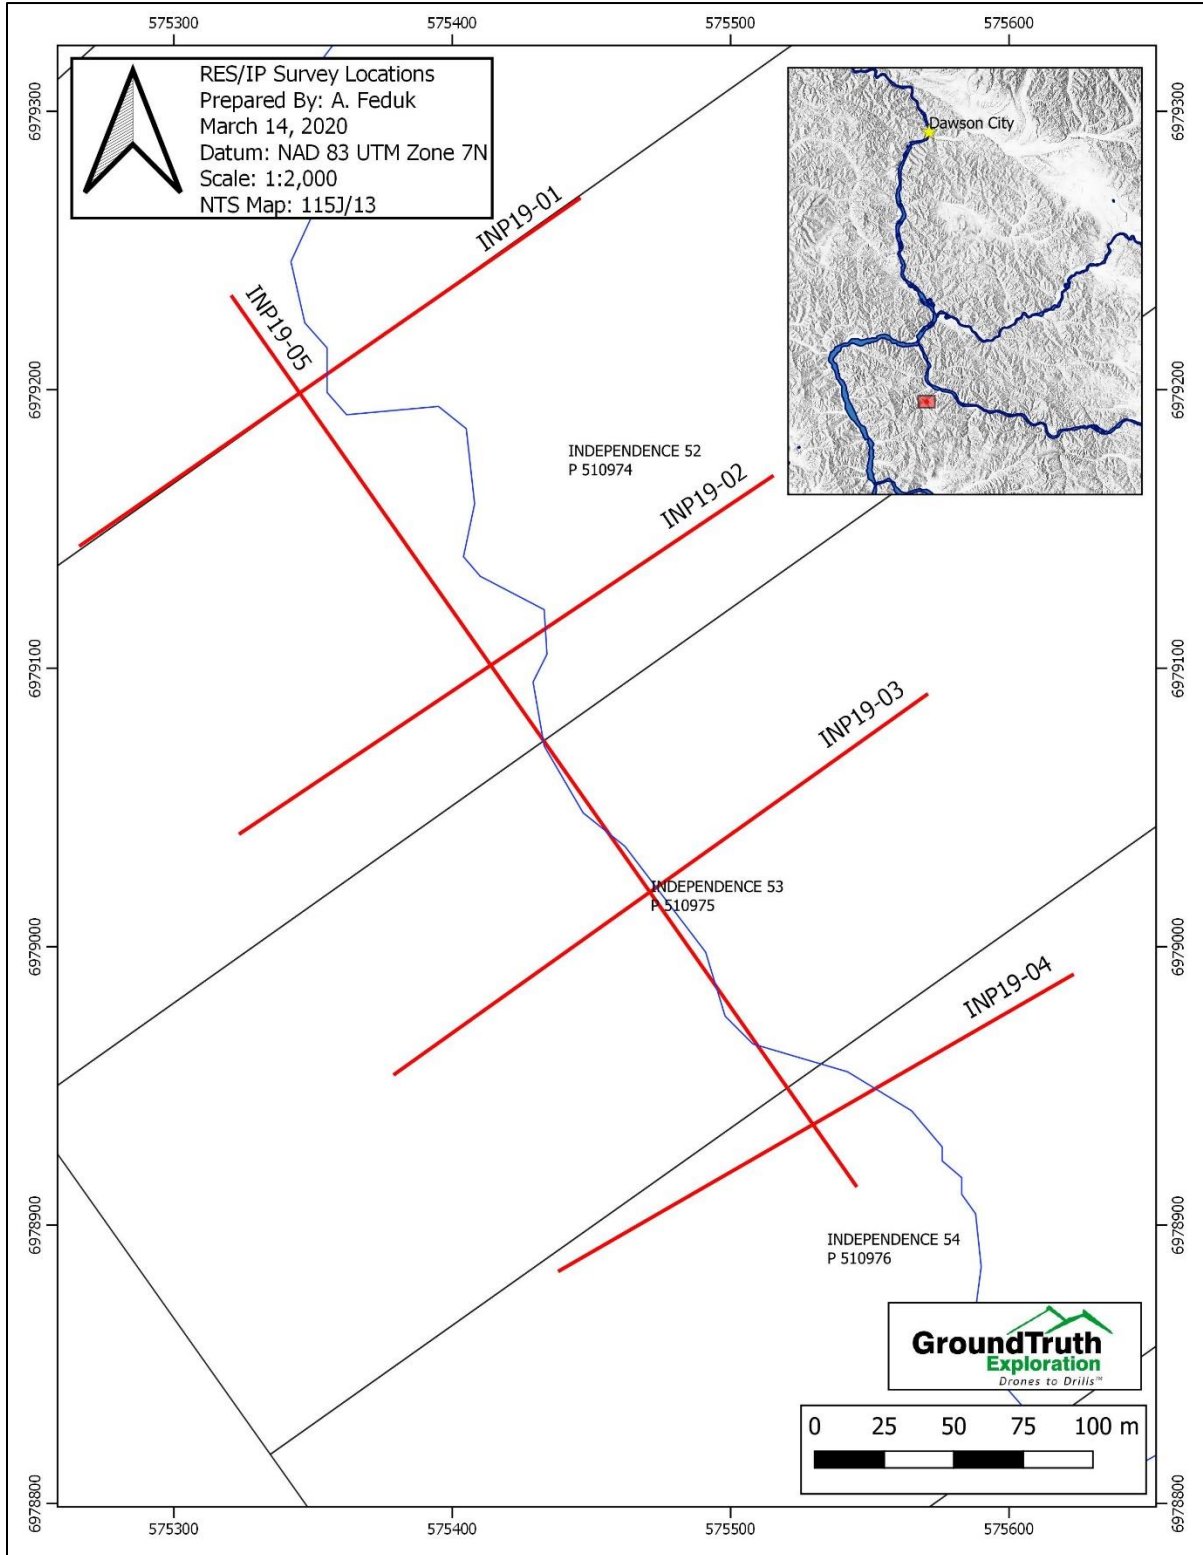 575300
575400
575500
575600
RES/IP Survey Locations
Prepared By: A. Feduk
March 14, 2020
Datum: NAD 83 UTM Zone 7N
Scale: 1:2,000
NTS Map: 115J/13
Dawson City
6979300
6979300
INP19-01
INP19-05
6979200
6979200
INDEPENDENCE 52
P 510974
INP19-02
6979100
6979100
INP19-03
INDEPENDENCE 53
P 510975
6979000
6979000
INP19-04
6978900
6978900
INDEPENDENCE 54
P 510976
GroundTruth
Exploration
Drones to Drills™
0 25 50 75 100 m
6978800
6978800
575300
575400
575500
575600